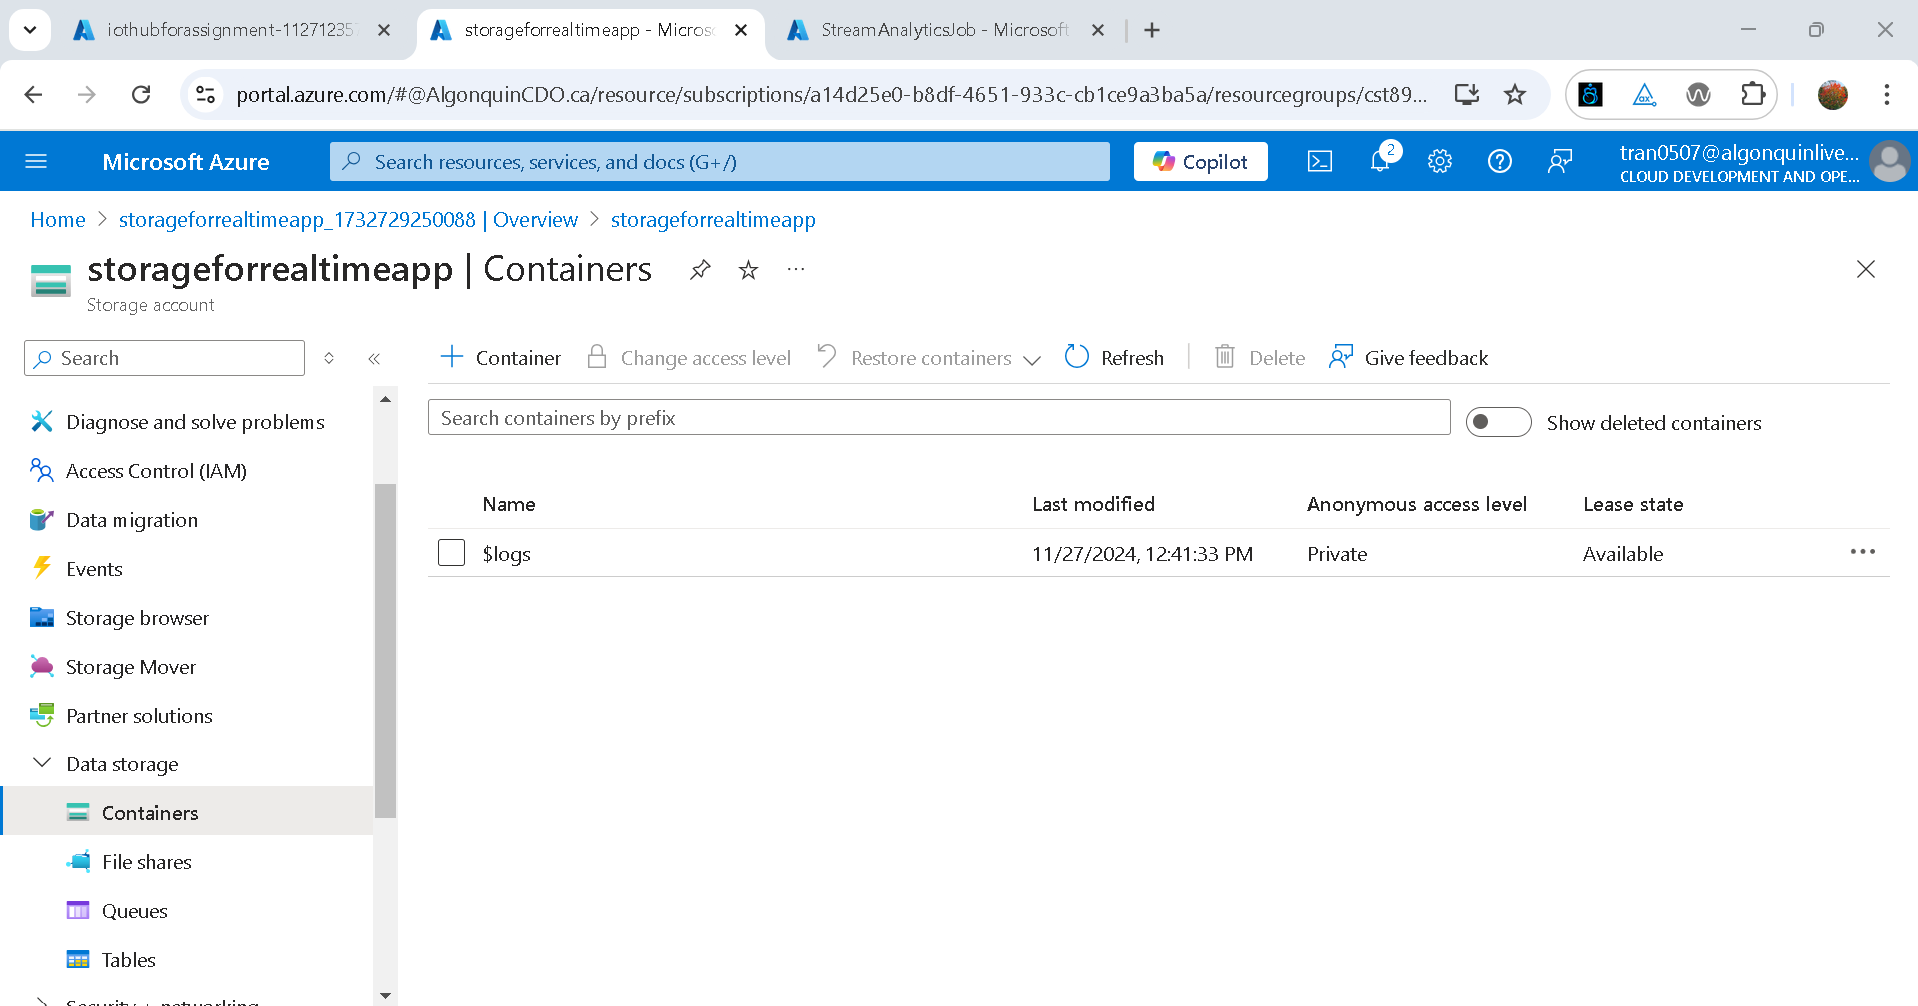 iothubforassignment-112712357
storageforrealtimeapp - Micros
StreamAnalyticsJob - Microsoft
portal.azure.com/#@AlgonquinCDO.ca/resource/subscriptions/a14d25e0-b8df-4651-933c-cb1ce9a3ba5a/resourcegroups/cst89...
Microsoft Azure
Search resources, services, and docs (G+/)
Copilot
2
tran0507@algonquinlive...
CLOUD DEVELOPMENT AND OPE...
Home > storageforrealtimeapp_1732729250088 | Overview > storageforrealtimeapp
storageforrealtimeapp | Containers
Storage account
Search
Container
Change access level
Restore containers
Refresh
Delete
Give feedback
Search containers by prefix
Show deleted containers
Diagnose and solve problems
Access Control (IAM)
Data migration
Events
Storage browser
Storage Mover
Partner solutions
Data storage
Containers
File shares
Queues
Tables
Security + networking
Name Last modified Anonymous access level Lease state
$logs 11/27/2024, 12:41:33 PM Private Available